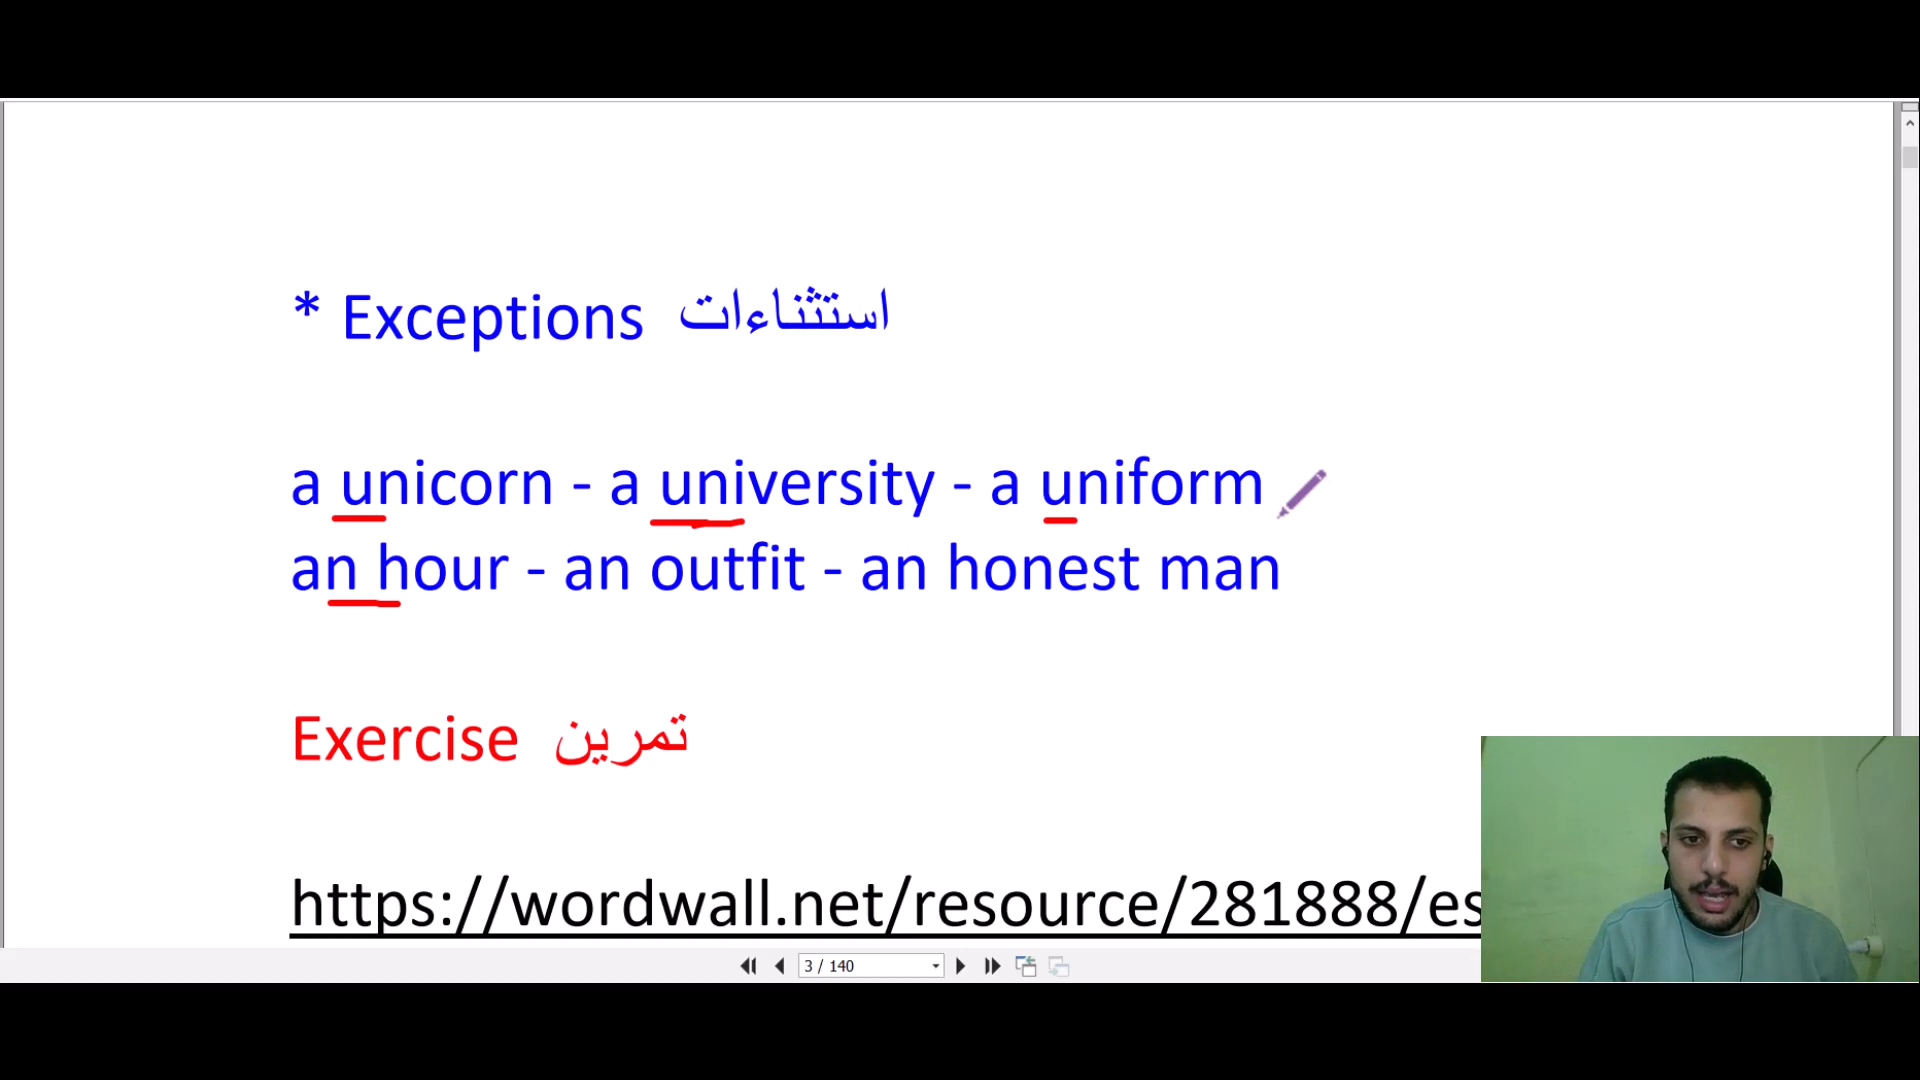 * Exceptions استثناءات
a unicorn - a university - a uniform
an hour - an outfit - an honest man
Exercise تمرين
https://wordwall.net/resource/281888/es
3 / 140